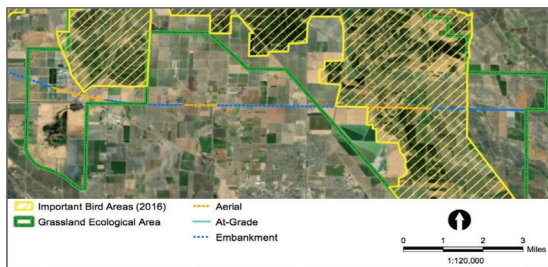 Important Bird Areas (2016)
Grassland Ecological Area
Aerial
At-Grade
Embankment
0 1 2 3
Miles
1:120,000